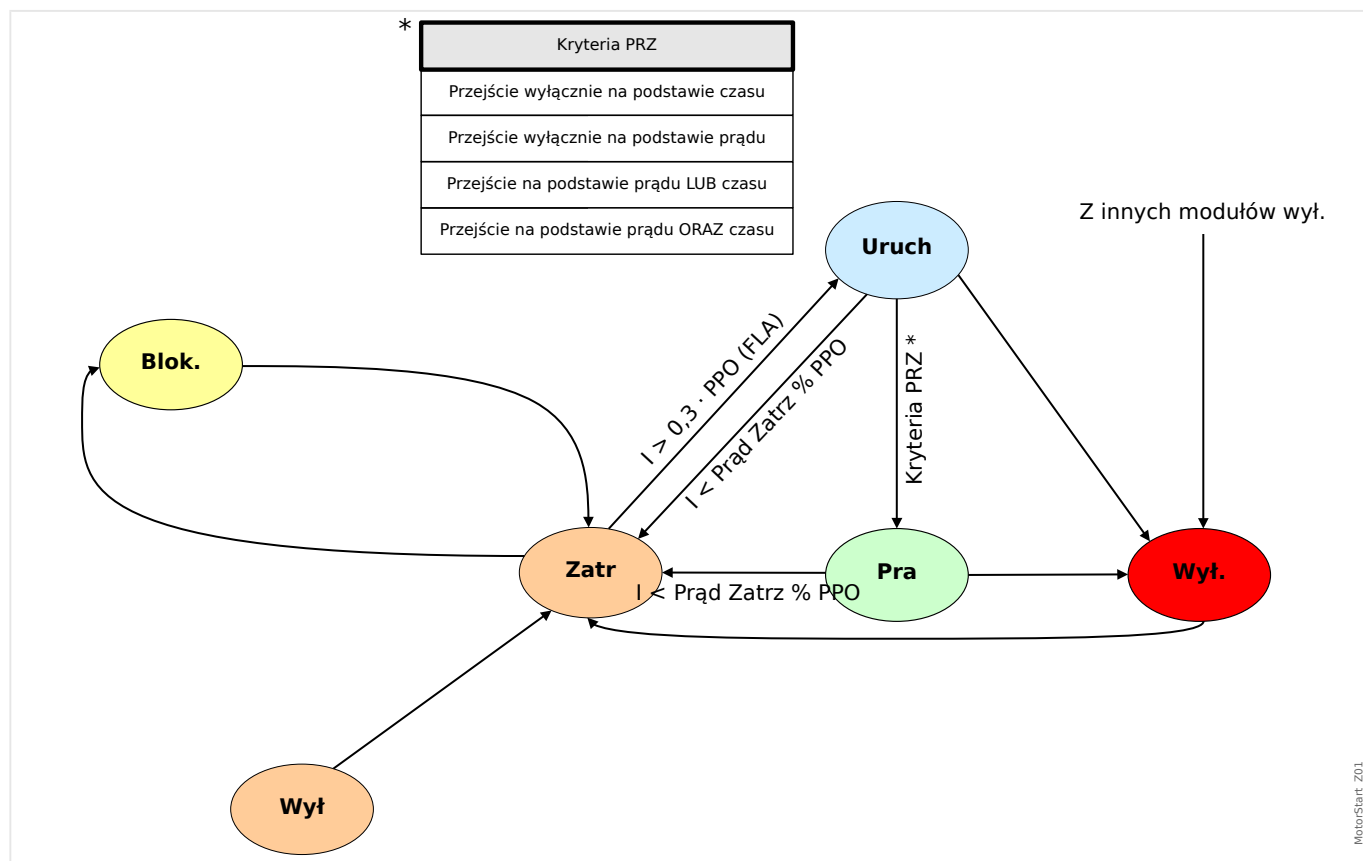 *
Kryteria PRZ
Przejście wyłącznie na podstawie czasu
Przejście wyłącznie na podstawie prądu
Przejście na podstawie prądu LUB czasu
Przejście na podstawie prądu ORAZ czasu
Z innych modułów wył.
Uruch
Blok.
I > 0,3 · PPO (FLA)
I < Prąd Zatrz % PPO
Kryteria PRZ *
Zatr
Pra
Wył.
I < Prąd Zatrz % PPO
Wył
MotorStart_Z01